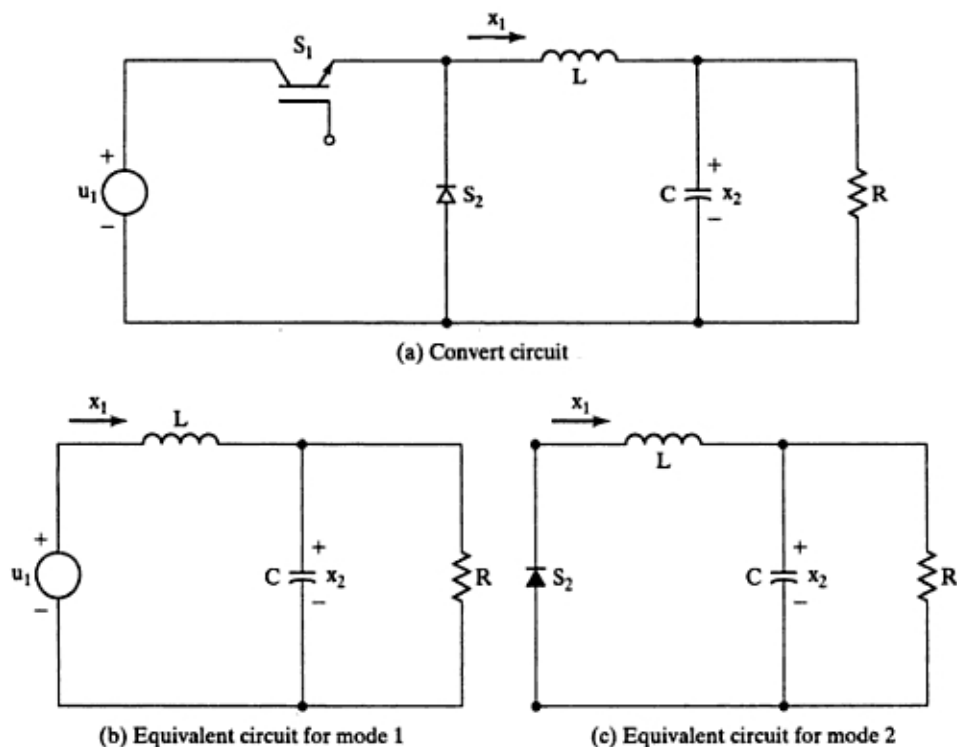 x₁
S₁
L
+
u₁
−
S₂
C
+
x₂
−
R
(a) Convert circuit
x₁
L
+
u₁
−
C
+
x₂
−
R
(b) Equivalent circuit for mode 1
x₁
L
S₂
C
+
x₂
−
R
(c) Equivalent circuit for mode 2